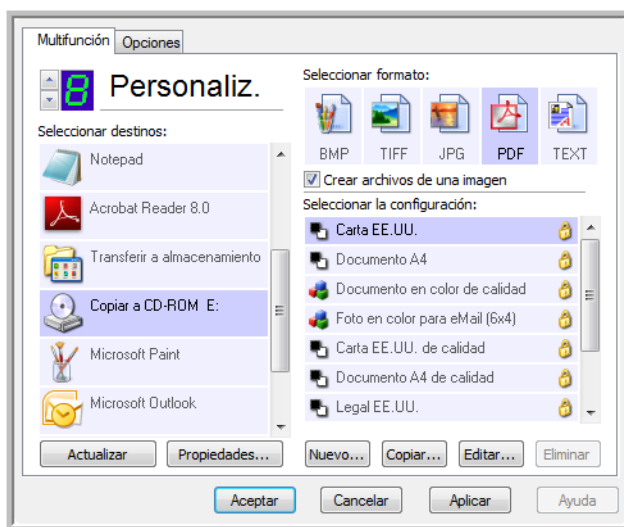 Multifunción
Opciones
8
Personaliz.
Seleccionar destinos:
Notepad
Acrobat Reader 8.0
Transferir a almacenamiento
Copiar a CD-ROM E:
Microsoft Paint
Microsoft Outlook
Actualizar
Propiedades...
Seleccionar formato:
BMP
TIFF
JPG
PDF
TEXT
Crear archivos de una imagen
Seleccionar la configuración:
Carta EE.UU.
Documento A4
Documento en color de calidad
Foto en color para eMail (6x4)
Carta EE.UU. de calidad
Documento A4 de calidad
Legal EE.UU.
Nuevo...
Copiar...
Editar...
Eliminar
Aceptar
Cancelar
Aplicar
Ayuda